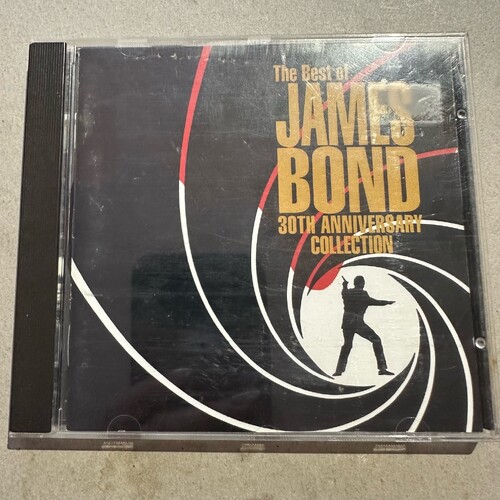 The Best of
JAMES
BOND
30TH ANNIVERSARY
COLLECTION